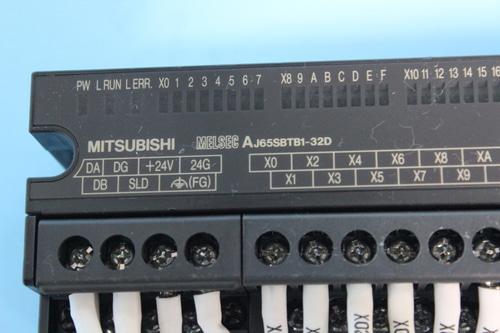 PW L RUN L ERR. X0 1 2 3 4 5 6 7 X8 9 A B C D E F X10 11 12 13 14 15 16
MITSUBISHI MELSEC AJ65SBTB1-32D
DA DG +24V 24G X0 X2 X4 X6 X8 XA
DB SLD (FG) X1 X3 X5 X7 X9